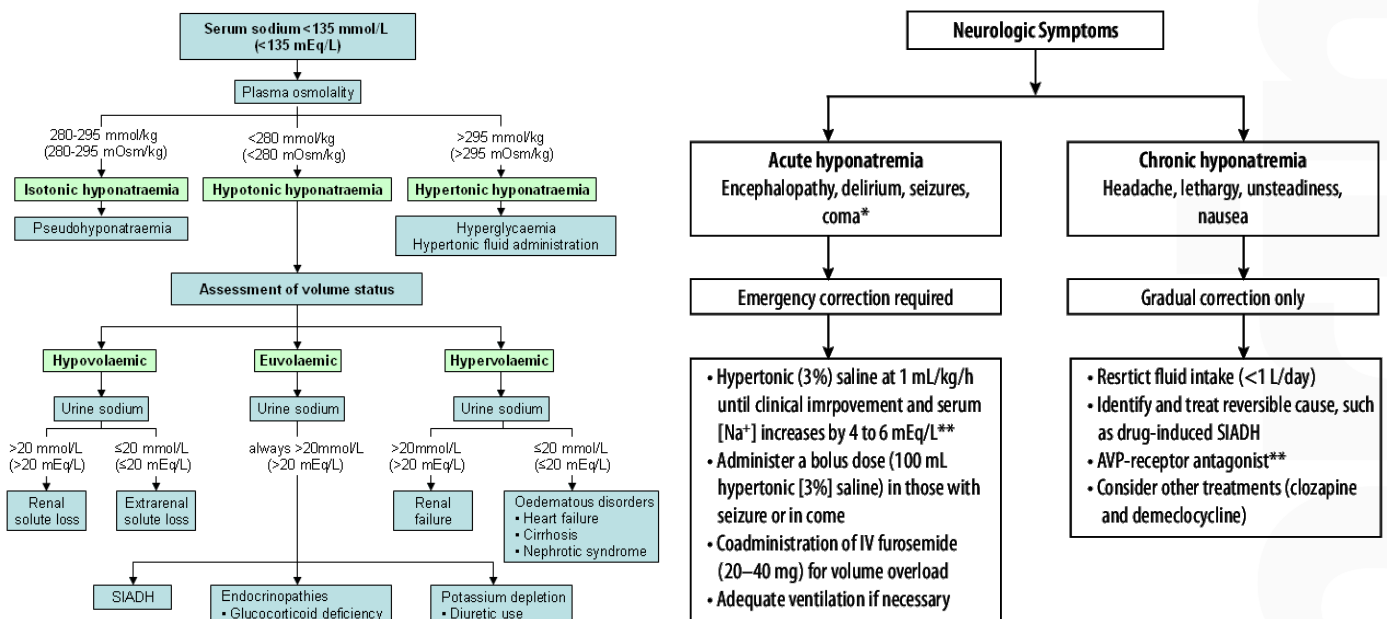 Serum sodium <135 mmol/L
(<135 mEq/L)
Plasma osmolality
280-295 mmol/kg
(280-295 mOsm/kg)
<280 mmol/kg
(<280 mOsm/kg)
>295 mmol/kg
(>295 mOsm/kg)
Isotonic hyponatraemia
Hypotonic hyponatraemia
Hypertonic hyponatraemia
Pseudohyponatraemia
Hyperglycaemia
Hypertonic fluid administration
Assessment of volume status
Hypovolaemic
Euvolaemic
Hypervolaemic
Urine sodium
Urine sodium
Urine sodium
>20 mmol/L
(>20 mEq/L)
≤20 mmol/L
(≤20 mEq/L)
always >20mmol/L
(>20 mEq/L)
>20mmol/L
(>20 mEq/L)
≤20 mmol/L
(≤20 mEq/L)
Renal
solute loss
Extrarenal
solute loss
Renal
failure
Oedematous disorders
▪ Heart failure
▪ Cirrhosis
▪ Nephrotic syndrome
SIADH
Endocrinopathies
▪ Glucocorticoid deficiency
Potassium depletion
▪ Diuretic use
Neurologic Symptoms
Acute hyponatremia
Encephalopathy, delirium, seizures,
coma*
Chronic hyponatremia
Headache, lethargy, unsteadiness,
nausea
Emergency correction required
Gradual correction only
• Hypertonic (3%) saline at 1 mL/kg/h
until clinical imrpovement and serum
[Na⁺] increases by 4 to 6 mEq/L**
• Administer a bolus dose (100 mL
hypertonic [3%] saline) in those with
seizure or in come
• Coadministration of IV furosemide
(20–40 mg) for volume overload
• Adequate ventilation if necessary
• Resrtict fluid intake (<1 L/day)
• Identify and treat reversible cause, such
as drug-induced SIADH
• AVP-receptor antagonist**
• Consider other treatments (clozapine
and demeclocycline)